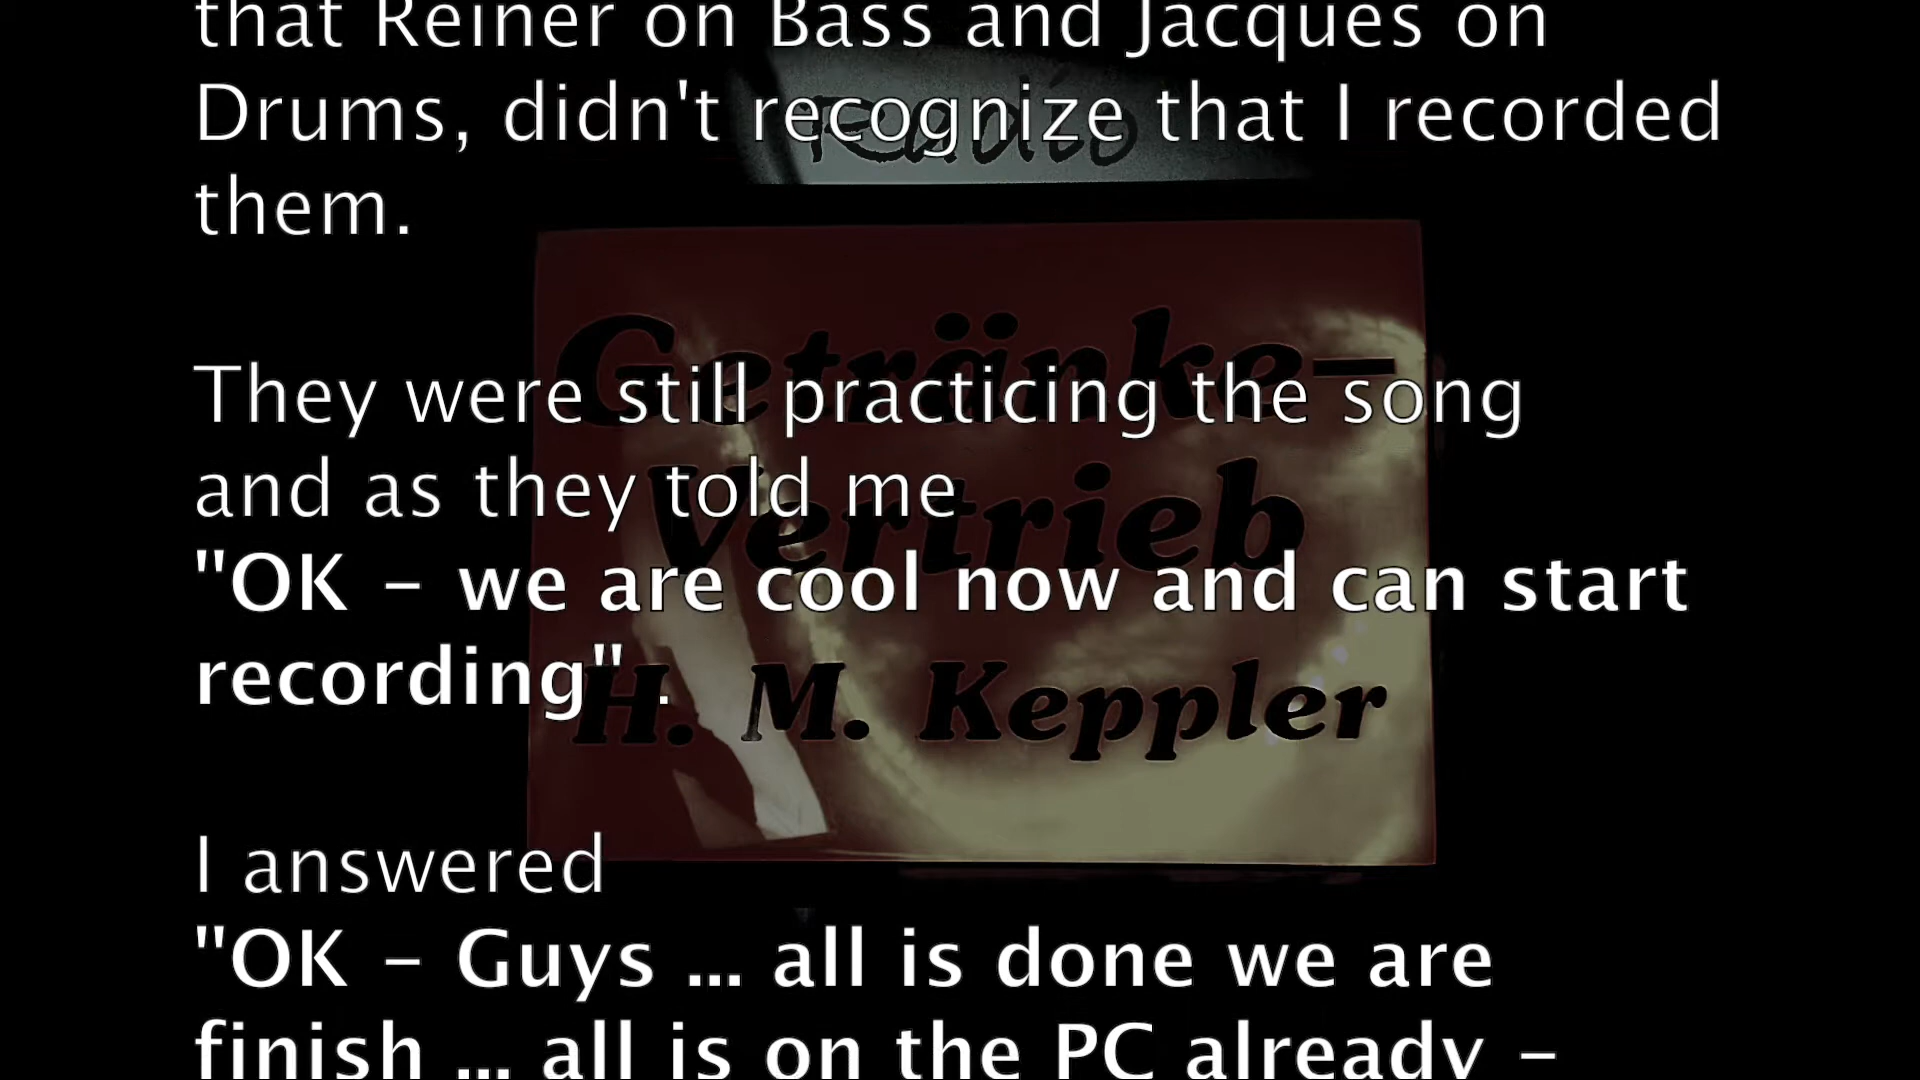 that Reiner on Bass and Jacques on
Drums, didn't recognize that I recorded
them.
They were still practicing the song
and as they told me
"OK – we are cool now and can start
recording" .
I answered
"OK – Guys ... all is done we are
finish ... all is on the PC already –
Radio
Getränke–
Vertrieb
H. M. Keppler